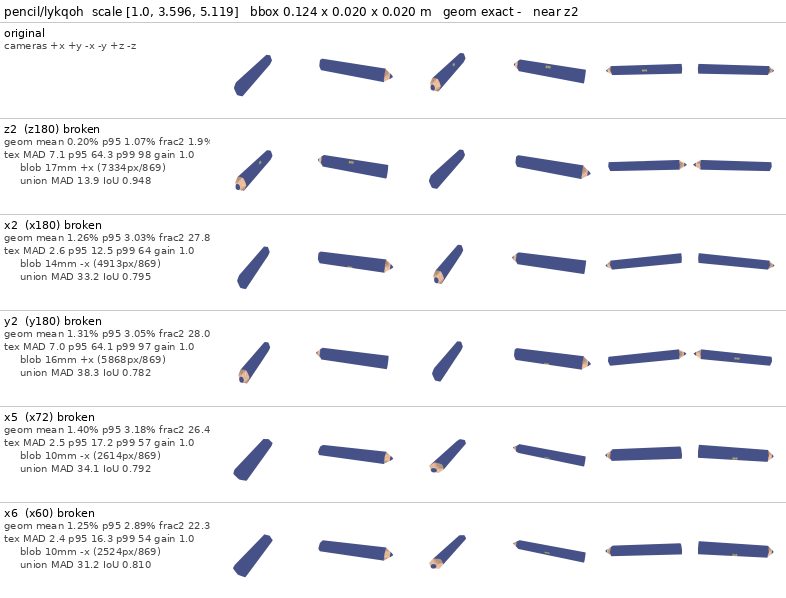 pencil/lykqoh  scale [1.0, 3.596, 5.119]   bbox 0.124 x 0.020 x 0.020 m   geom exact -   near z2
original
cameras +x +y -x -y +z -z
z2  (z180) broken
geom mean 0.20% p95 1.07% frac2 1.9%
tex MAD 7.1 p95 64.3 p99 98 gain 1.0
blob 17mm +x (7334px/869)
union MAD 13.9 IoU 0.948
x2  (x180) broken
geom mean 1.26% p95 3.03% frac2 27.8
tex MAD 2.6 p95 12.5 p99 64 gain 1.0
blob 14mm -x (4913px/869)
union MAD 33.2 IoU 0.795
y2  (y180) broken
geom mean 1.31% p95 3.05% frac2 28.0
tex MAD 7.0 p95 64.1 p99 97 gain 1.0
blob 16mm +x (5868px/869)
union MAD 38.3 IoU 0.782
x5  (x72) broken
geom mean 1.40% p95 3.18% frac2 26.4
tex MAD 2.5 p95 17.2 p99 57 gain 1.0
blob 10mm -x (2614px/869)
union MAD 34.1 IoU 0.792
x6  (x60) broken
geom mean 1.25% p95 2.89% frac2 22.3
tex MAD 2.4 p95 16.3 p99 54 gain 1.0
blob 10mm -x (2524px/869)
union MAD 31.2 IoU 0.810